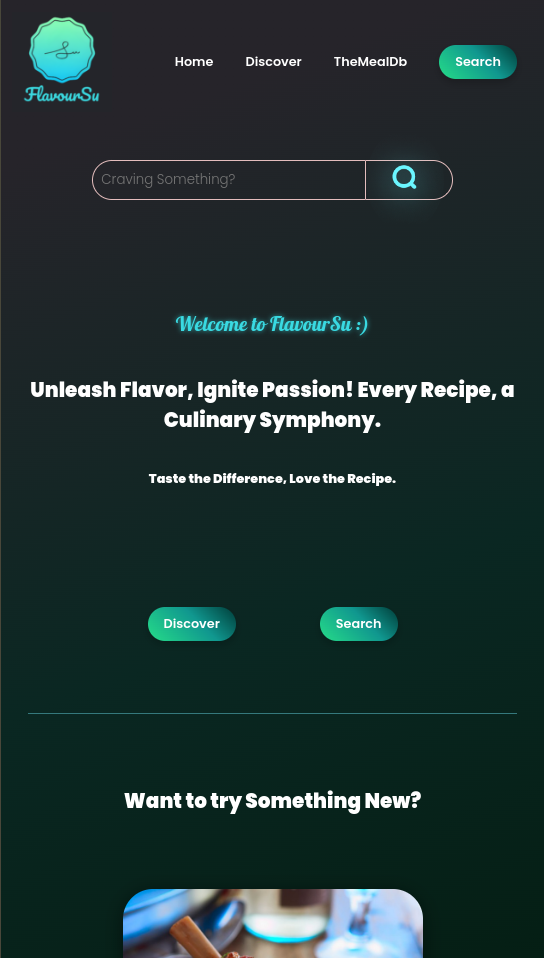 Su
FlavourSu
Home
Discover
TheMealDb
Search
Craving Something?
Welcome to FlavourSu :)
Unleash Flavor, Ignite Passion! Every Recipe, a
Culinary Symphony.
Taste the Difference, Love the Recipe.
Discover
Search
Want to try Something New?